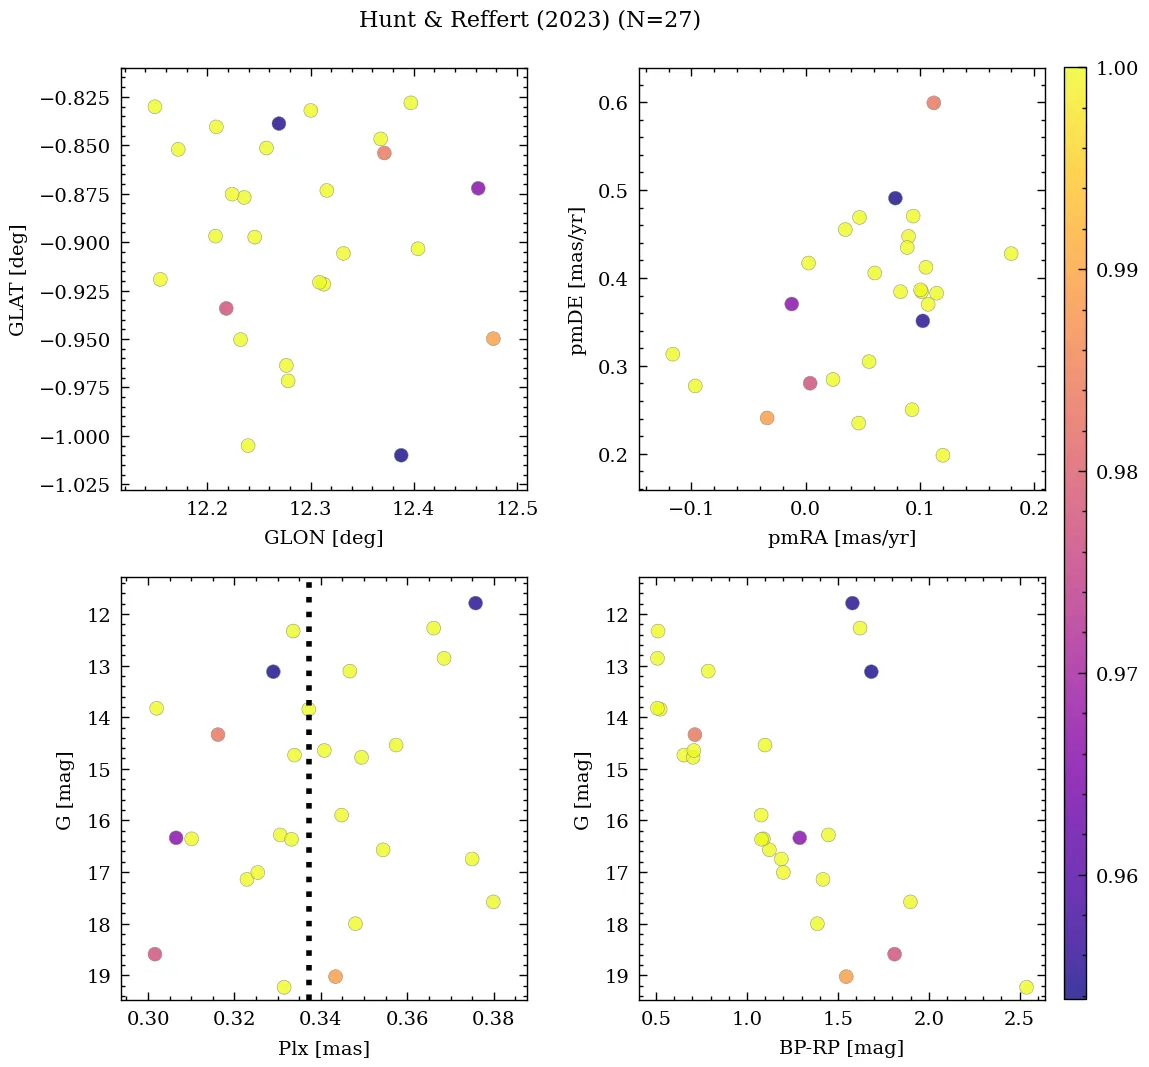 Hunt & Reffert (2023) (N=27)
−0.825
−0.850
−0.875
−0.900
−0.925
−0.950
−0.975
−1.000
−1.025
GLAT [deg]
12.2 12.3 12.4 12.5
GLON [deg]
0.6
0.5
0.4
0.3
0.2
pmDE [mas/yr]
−0.1 0.0 0.1 0.2
pmRA [mas/yr]
12
13
14
15
16
17
18
19
G [mag]
0.30 0.32 0.34 0.36 0.38
Plx [mas]
12
13
14
15
16
17
18
19
G [mag]
0.5 1.0 1.5 2.0 2.5
BP-RP [mag]
1.00
0.99
0.98
0.97
0.96